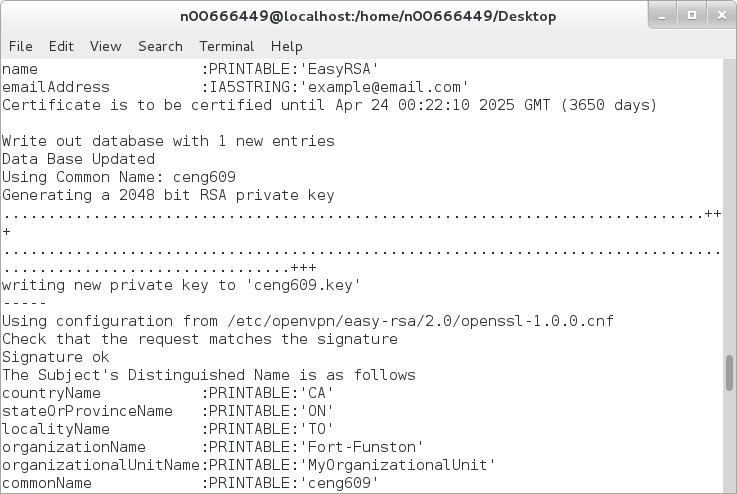 n00666449@localhost:/home/n00666449/Desktop
File Edit View Search Terminal Help
name                  :PRINTABLE:'EasyRSA'
emailAddress          :IA5STRING:'example@email.com'
Certificate is to be certified until Apr 24 00:22:10 2025 GMT (3650 days)

Write out database with 1 new entries
Data Base Updated
Using Common Name: ceng609
Generating a 2048 bit RSA private key
..............................................................................++
+
................................................................................
................................+++
writing new private key to 'ceng609.key'
-----
Using configuration from /etc/openvpn/easy-rsa/2.0/openssl-1.0.0.cnf
Check that the request matches the signature
Signature ok
The Subject's Distinguished Name is as follows
countryName           :PRINTABLE:'CA'
stateOrProvinceName   :PRINTABLE:'ON'
localityName          :PRINTABLE:'TO'
organizationName      :PRINTABLE:'Fort-Funston'
organizationalUnitName:PRINTABLE:'MyOrganizationalUnit'
commonName            :PRINTABLE:'ceng609'